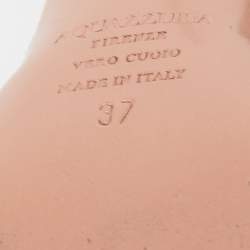 AQUAZZURA
FIRENZE
VERO CUOIO
MADE IN ITALY
37